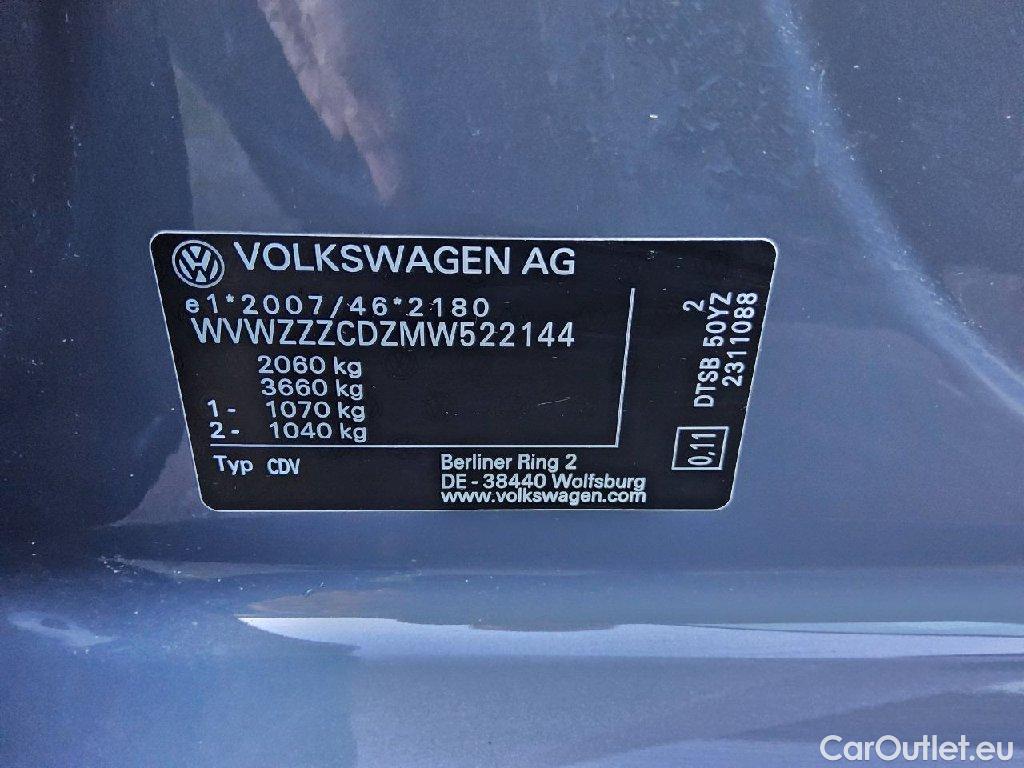 VOLKSWAGEN AG
e1*2007/46*2180
WVWZZZCDZMW522144
2060 kg
3660 kg
1- 1070 kg
2- 1040 kg
Typ CDV
Berliner Ring 2
DE - 38440 Wolfsburg
www.volkswagen.com
2
DTSB 50YZ
2311088
0,11
CarOutlet.eu